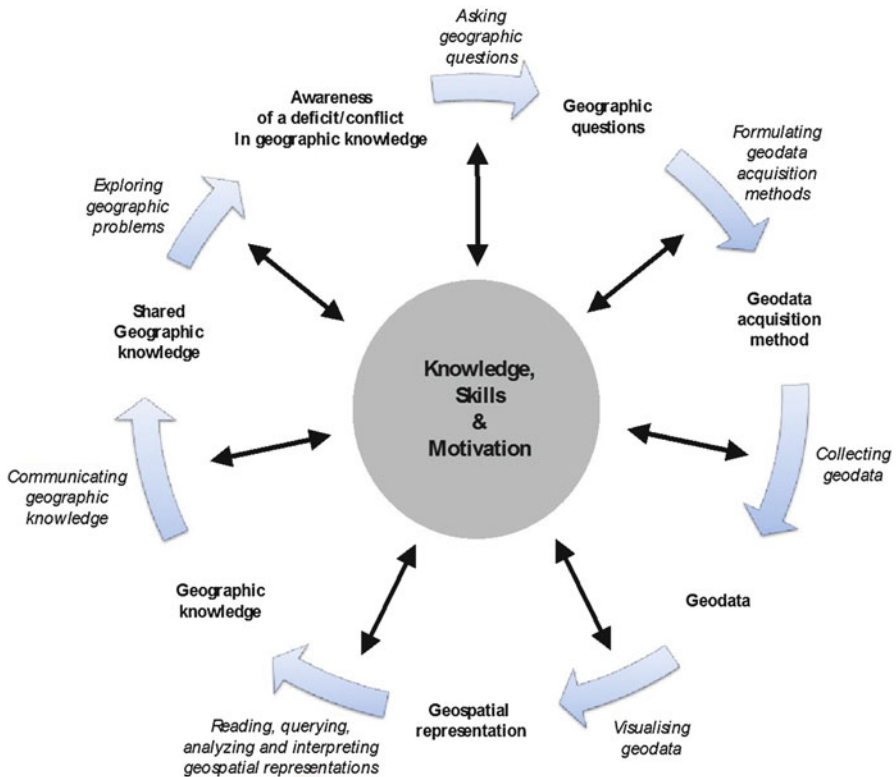 Asking
geographic
questions
Awareness
of a deficit/conflict
In geographic knowledge
Geographic
questions
Formulating
geodata
acquisition
methods
Exploring
geographic
problems
Geodata
acquisition
method
Shared
Geographic
knowledge
Knowledge,
Skills
&
Motivation
Collecting
geodata
Communicating
geographic
knowledge
Geographic
knowledge
Geodata
Geospatial
representation
Visualising
geodata
Reading, querying,
analyzing and interpreting
geospatial representations